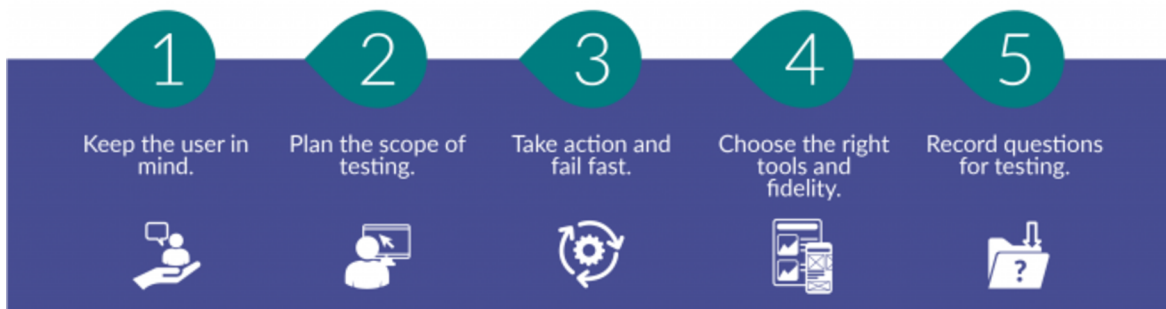 1
2
3
4
5
Keep the user in
mind.
Plan the scope of
testing.
Take action and
fail fast.
Choose the right
tools and
fidelity.
Record questions
for testing.
?